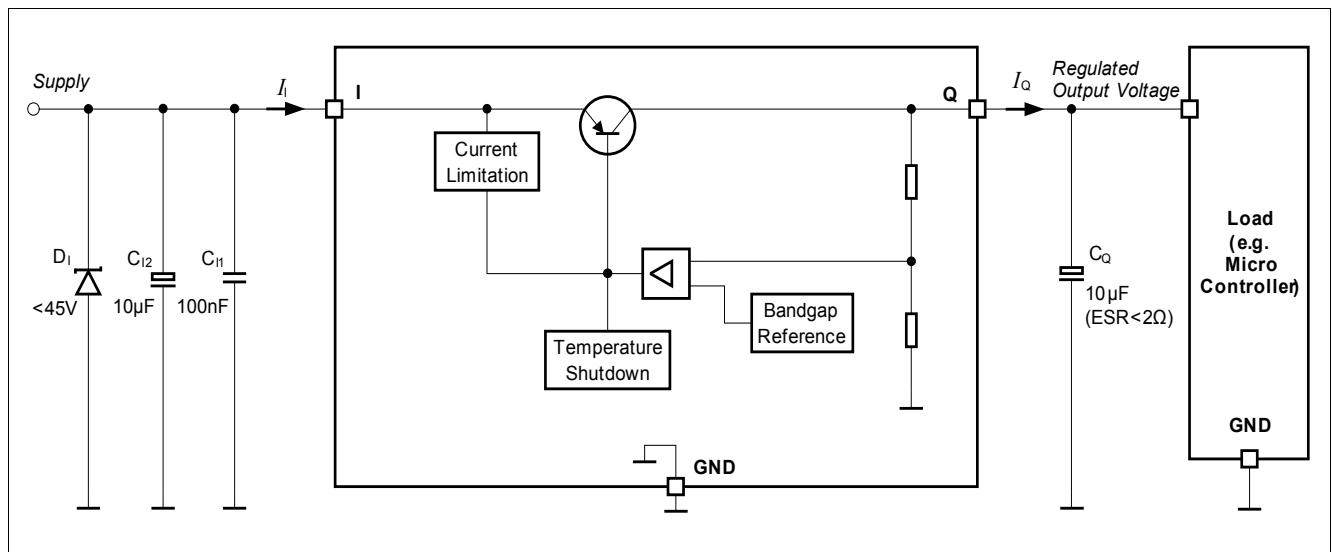 Supply
I_I
I
Q
I_Q
Regulated
Output Voltage
Current
Limitation
D_I
<45V
C_I2
10µF
C_I1
100nF
Bandgap
Reference
Temperature
Shutdown
GND
C_Q
10µF
(ESR<2Ω)
Load
(e.g.
Micro
Controller)
GND